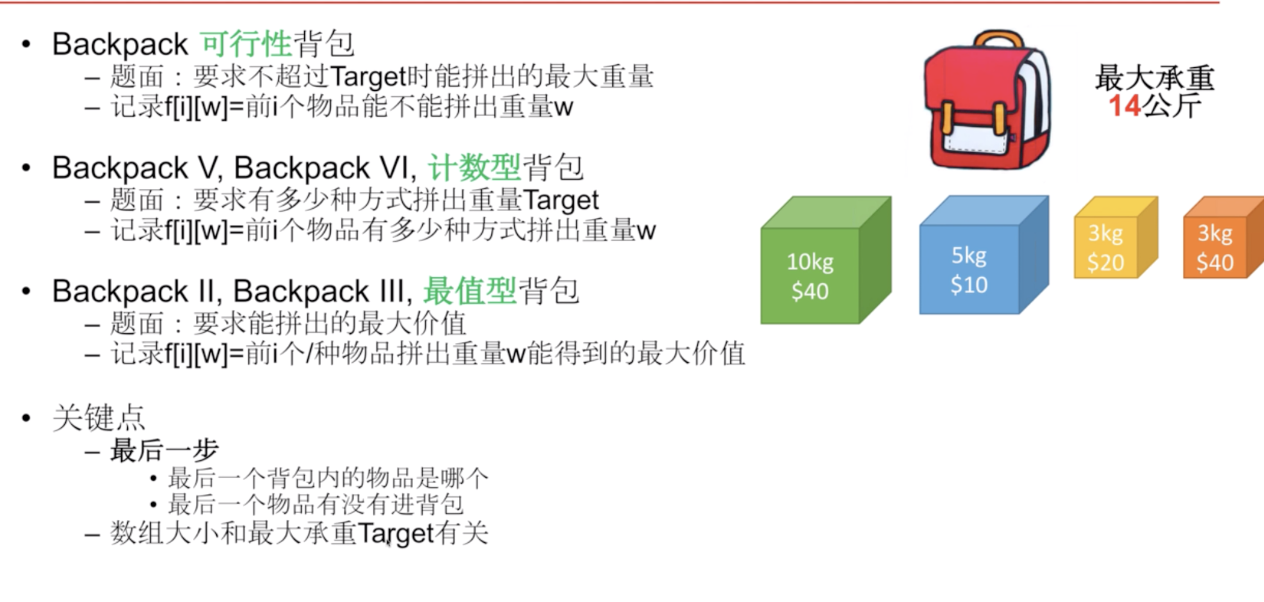 • Backpack 可行性背包
– 题面：要求不超过Target时能拼出的最大重量
– 记录f[i][w]=前i个物品能不能拼出重量w
• Backpack V, Backpack VI, 计数型背包
– 题面：要求有多少种方式拼出重量Target
– 记录f[i][w]=前i个物品有多少种方式拼出重量w
• Backpack II, Backpack III, 最值型背包
– 题面：要求能拼出的最大价值
– 记录f[i][w]=前i个/种物品拼出重量w能得到的最大价值
• 关键点
– 最后一步
• 最后一个背包内的物品是哪个
• 最后一个物品有没有进背包
– 数组大小和最大承重Target有关
最大承重
14公斤
10kg
$40
5kg
$10
3kg
$20
3kg
$40